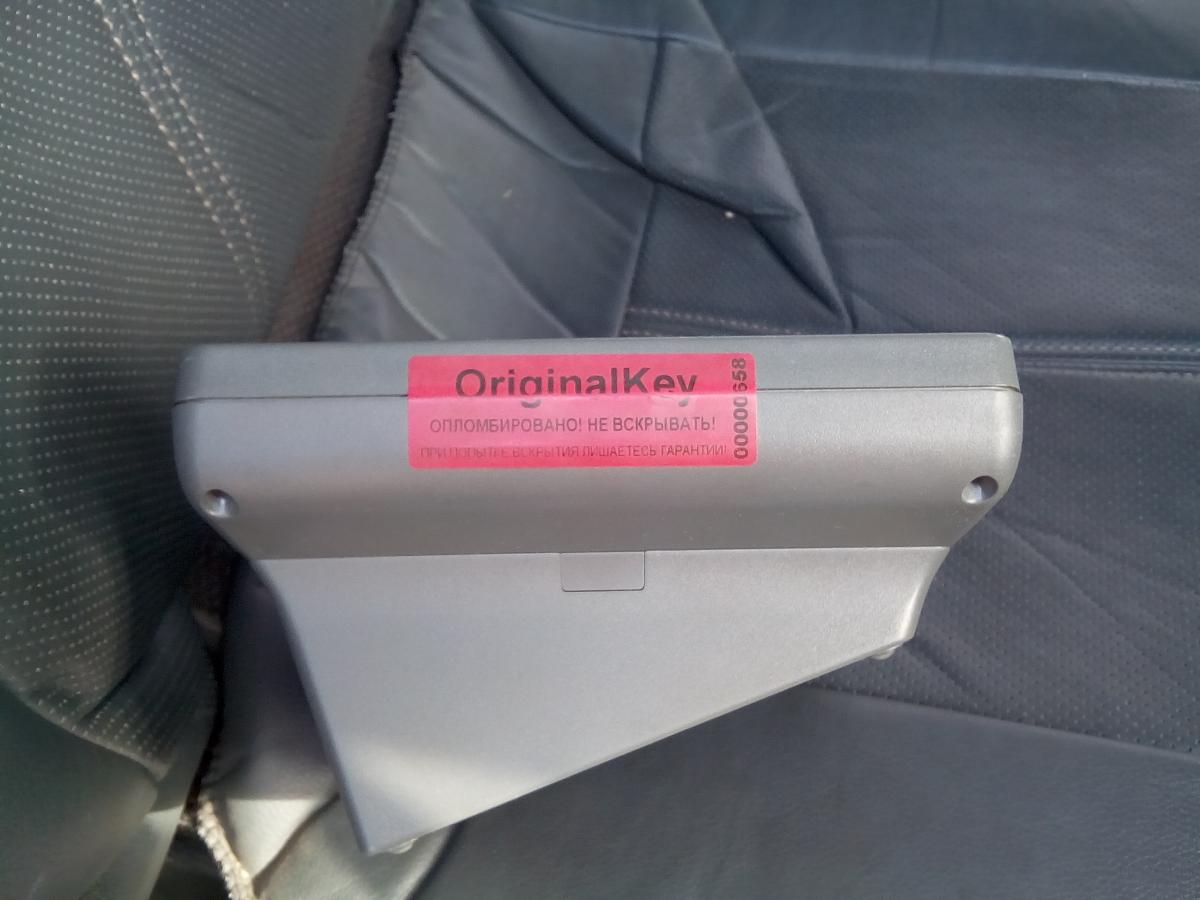 OriginalKey
ОПЛОМБИРОВАНО! НЕ ВСКРЫВАТЬ!
ПРИ ПОПЫТКЕ ВСКРЫТИЯ ЛИШАЕТЕСЬ ГАРАНТИИ!
00000658